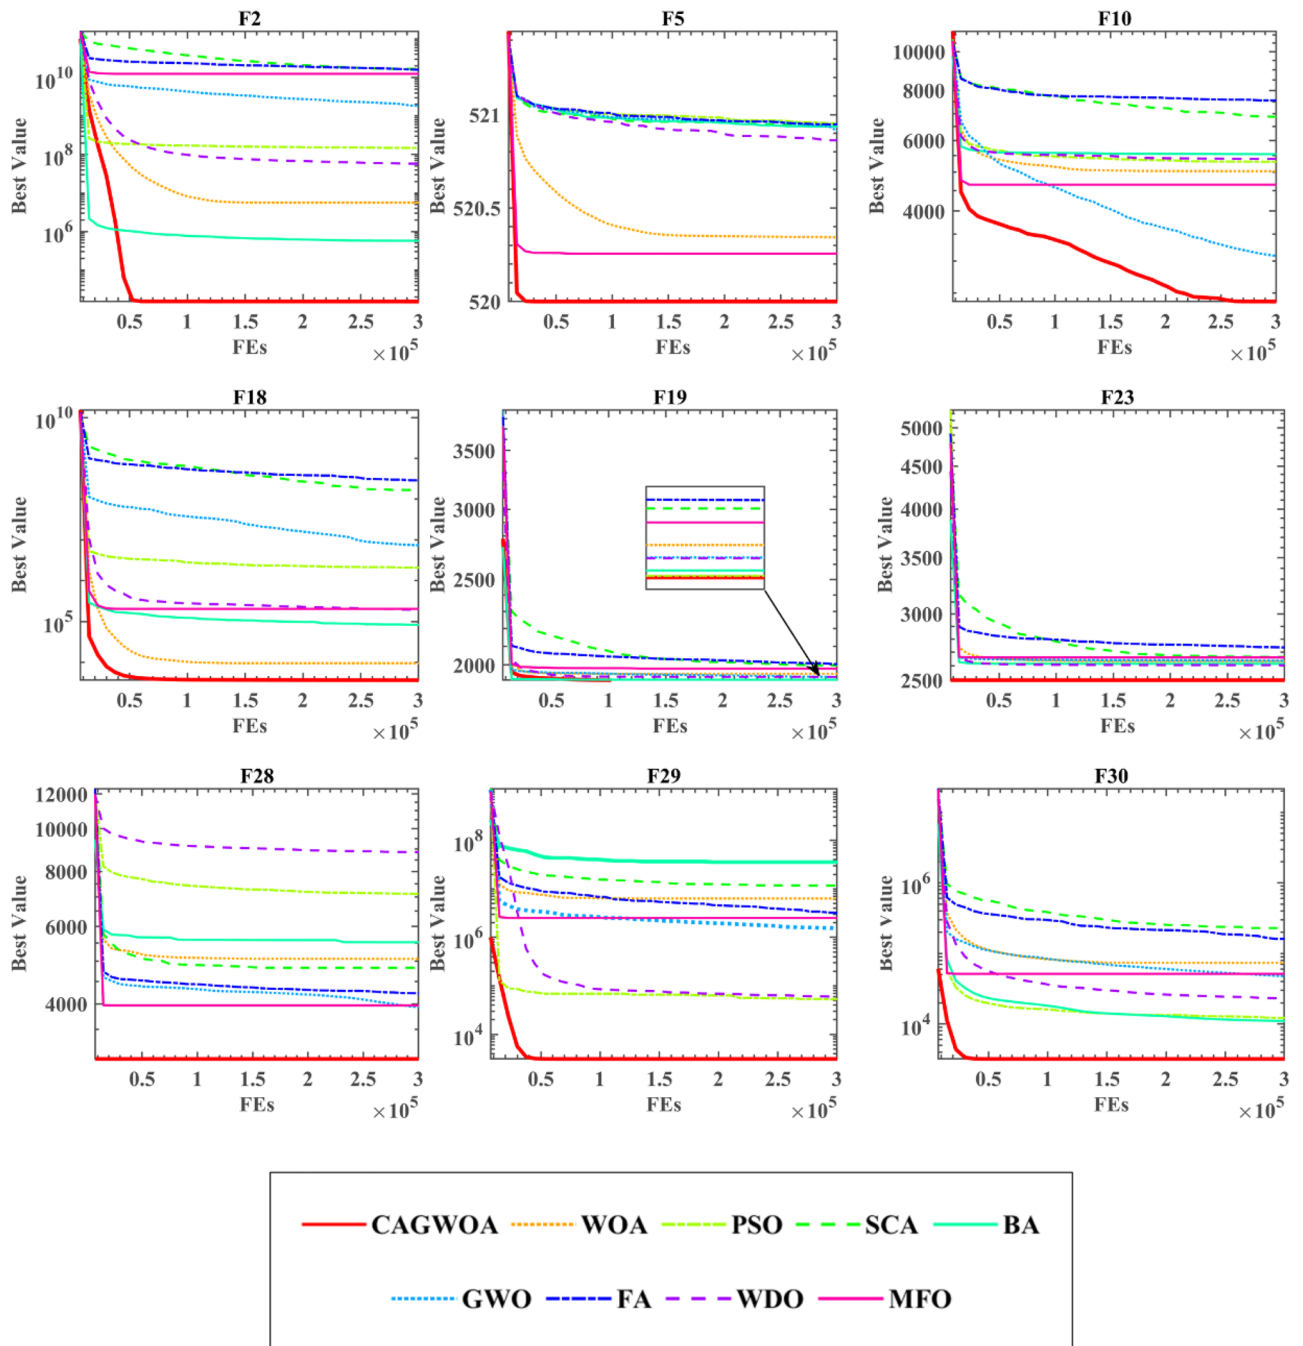 F2
Best Value
10^10
10^8
10^6
0.5 1 1.5 2 2.5 3
FEs
×10^5
F5
Best Value
521
520.5
520
0.5 1 1.5 2 2.5 3
FEs
×10^5
F10
Best Value
10000
8000
6000
4000
0.5 1 1.5 2 2.5 3
FEs
×10^5
F18
Best Value
10^10
10^5
0.5 1 1.5 2 2.5 3
FEs
×10^5
F19
Best Value
3500
3000
2500
2000
0.5 1 1.5 2 2.5 3
FEs
×10^5
F23
Best Value
5000
4500
4000
3500
3000
2500
0.5 1 1.5 2 2.5 3
FEs
×10^5
F28
Best Value
12000
10000
8000
6000
4000
0.5 1 1.5 2 2.5 3
FEs
×10^5
F29
Best Value
10^8
10^6
10^4
0.5 1 1.5 2 2.5 3
FEs
×10^5
F30
Best Value
10^6
10^4
0.5 1 1.5 2 2.5 3
FEs
×10^5
CAGWOA WOA PSO SCA BA
GWO FA WDO MFO